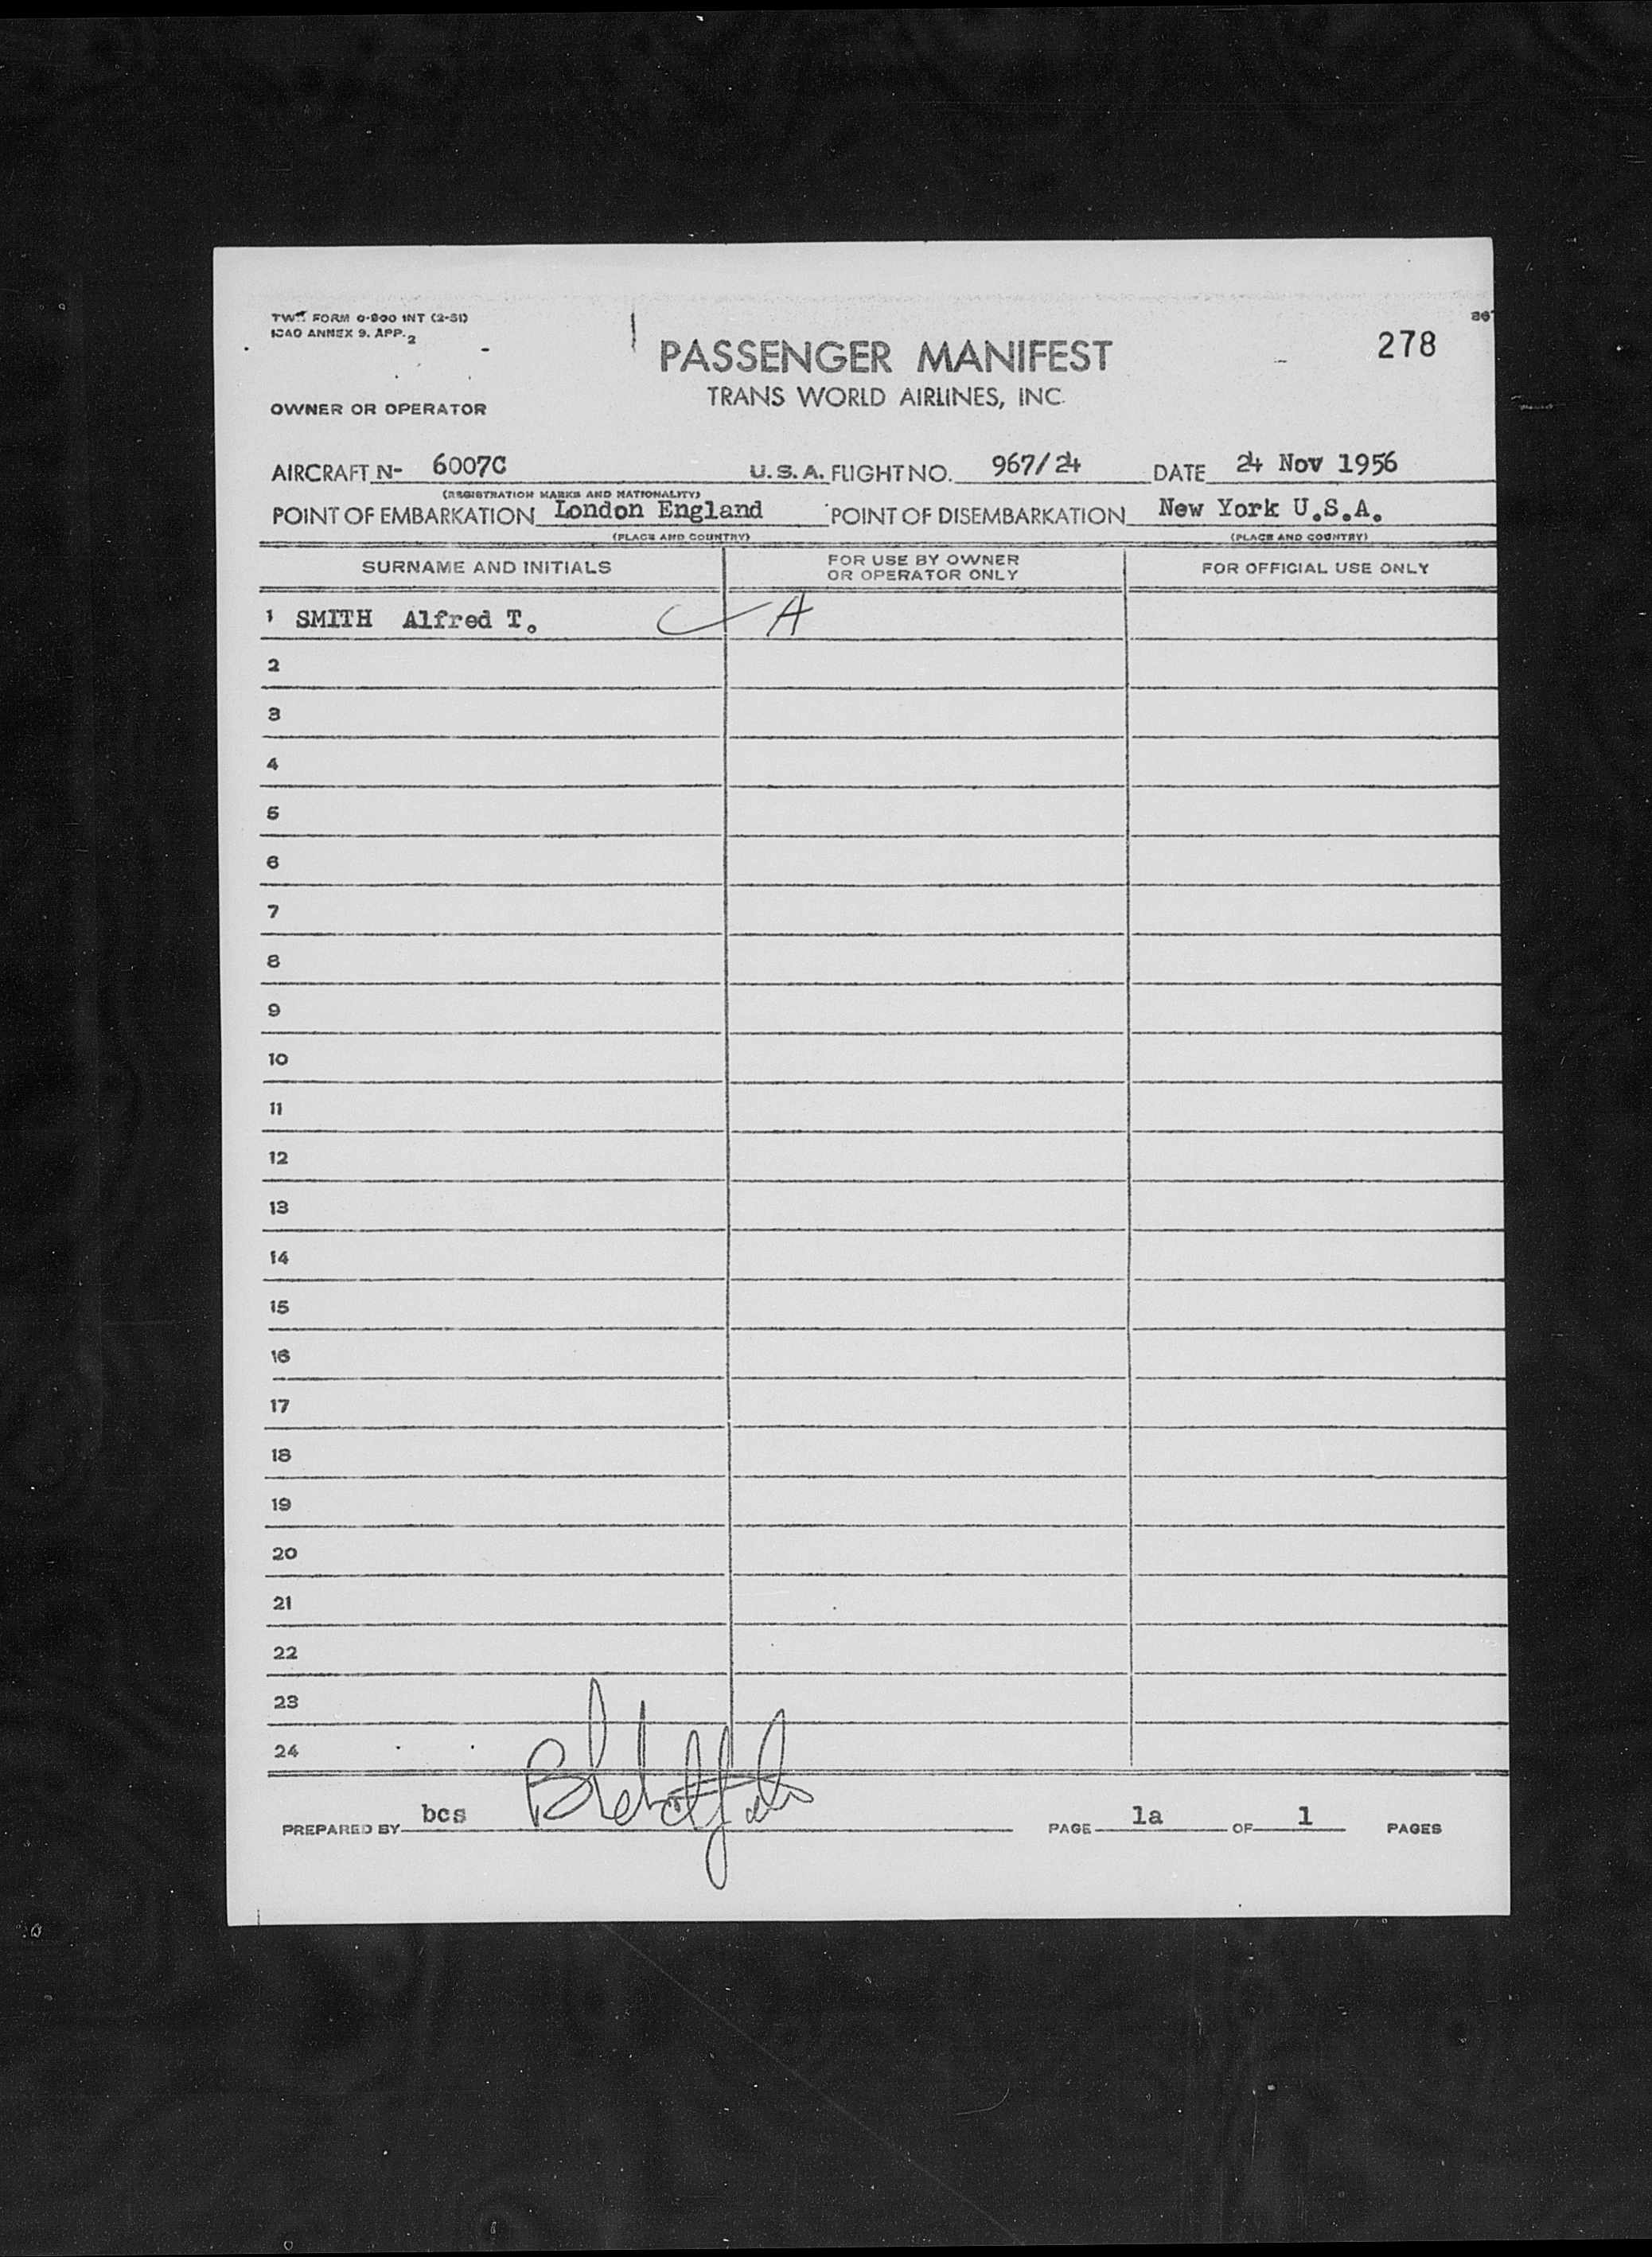 TWA FORM 0-800 INT (2-51)
ICAO ANNEX 9. APP. 2
PASSENGER MANIFEST
278
TRANS WORLD AIRLINES, INC.
OWNER OR OPERATOR
AIRCRAFT N- 6007C U.S.A. FLIGHT NO. 967/24 DATE 24 Nov 1956
(REGISTRATION MARKS AND NATIONALITY)
POINT OF EMBARKATION London England POINT OF DISEMBARKATION New York U.S.A.
(PLACE AND COUNTRY) (PLACE AND COUNTRY)
SURNAME AND INITIALS FOR USE BY OWNER OR OPERATOR ONLY FOR OFFICIAL USE ONLY
1 SMITH Alfred T. A
2
3
4
5
6
7
8
9
10
11
12
13
14
15
16
17
18
19
20
21
22
23
24
PREPARED BY bcs PAGE 1a OF 1 PAGES